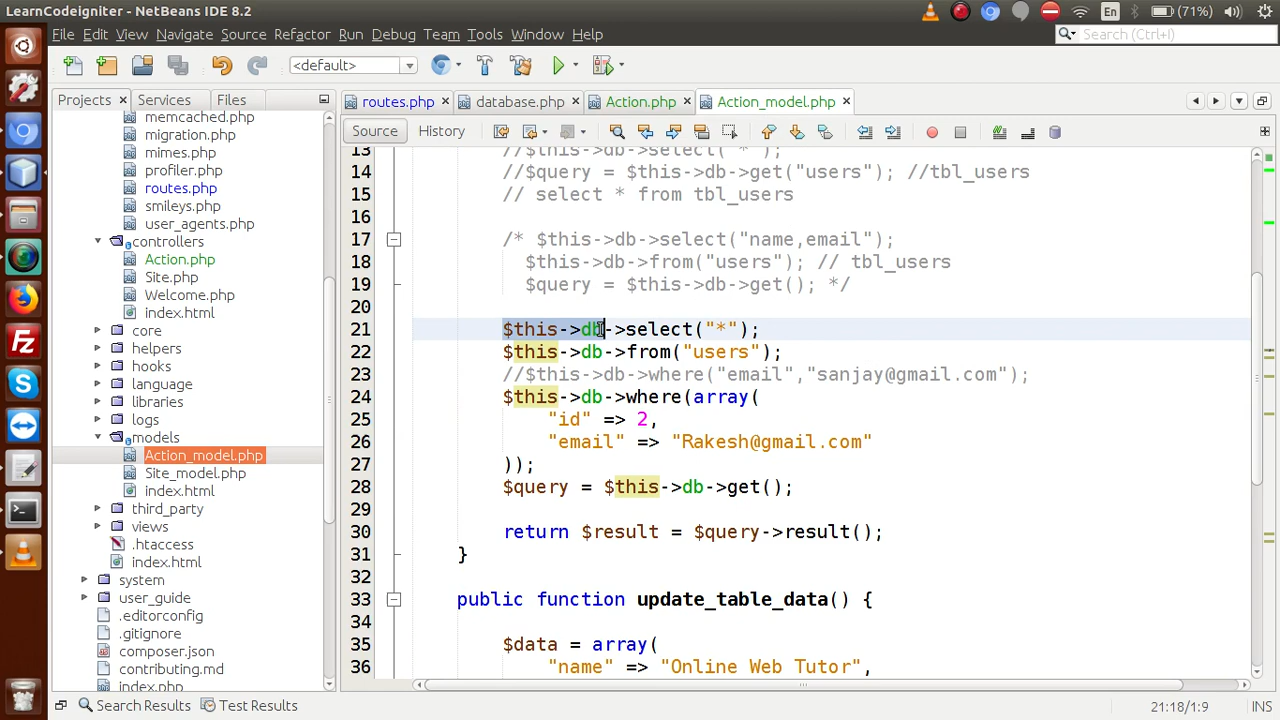 LearnCodeigniter - NetBeans IDE 8.2
En
(71%)
File Edit View Navigate Source Refactor Run Debug Team Tools Window Help
Search (Ctrl+I)
<default>
Projects
Services
Files
routes.php
database.php
Action.php
Action_model.php
Source
History
memcached.php
migration.php
mimes.php
profiler.php
routes.php
smileys.php
user_agents.php
controllers
Action.php
Site.php
Welcome.php
index.html
core
helpers
hooks
language
libraries
logs
models
Action_model.php
Site_model.php
index.html
third_party
views
.htaccess
index.html
system
user_guide
.editorconfig
.gitignore
composer.json
contributing.md
index.php
13 //$this->db->select("*");
14 //$query = $this->db->get("users"); //tbl_users
15 // select * from tbl_users
16
17 /* $this->db->select("name,email");
18 $this->db->from("users"); // tbl_users
19 $query = $this->db->get(); */
20
21 $this->db->select("*");
22 $this->db->from("users");
23 //$this->db->where("email","sanjay@gmail.com");
24 $this->db->where(array(
25 "id" => 2,
26 "email" => "Rakesh@gmail.com"
27 ));
28 $query = $this->db->get();
29
30 return $result = $query->result();
31 }
32
33 public function update_table_data() {
34
35 $data = array(
36 "name" => "Online Web Tutor",
Search Results
Test Results
21:18/1:9
INS